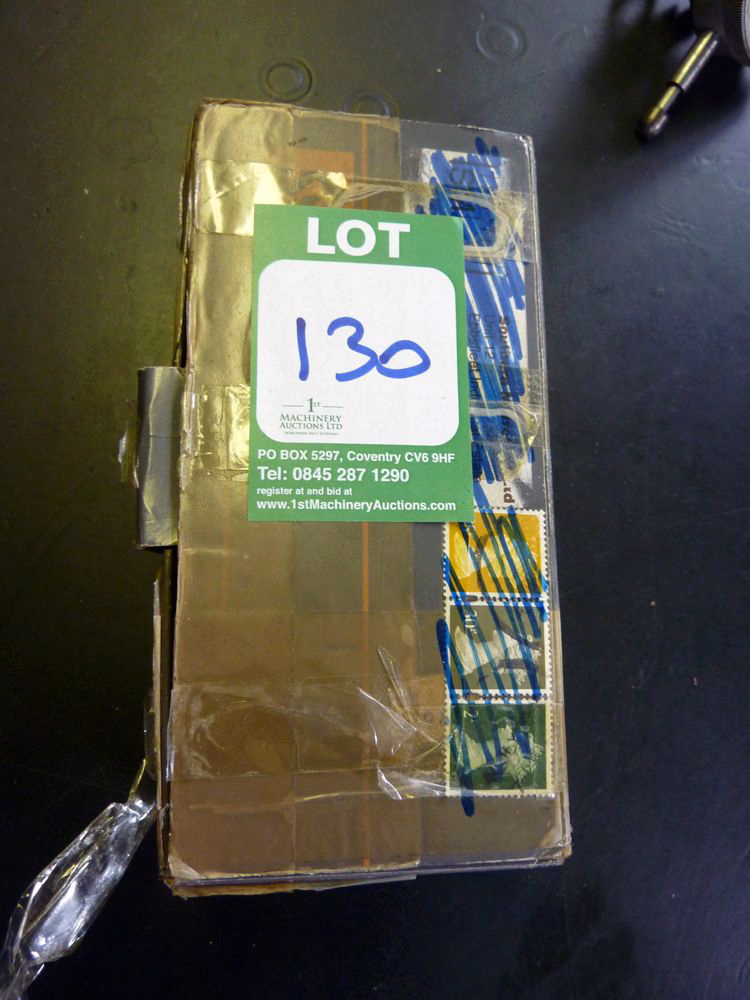 LOT
130
1ST
MACHINERY
AUCTIONS LTD
PO BOX 5297, Coventry CV6 9HF
Tel: 0845 287 1290
register at and bid at
www.1stMachineryAuctions.com